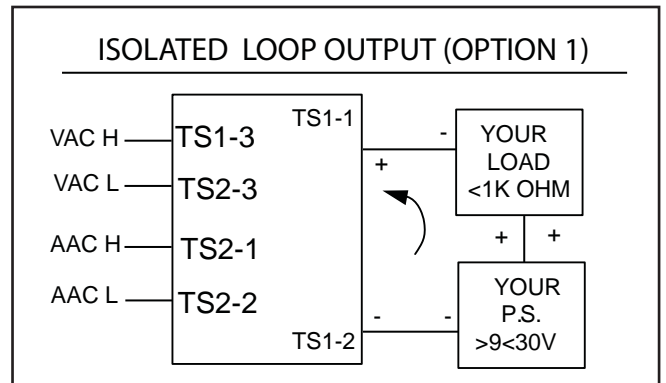 ISOLATED LOOP OUTPUT (OPTION 1)
VAC H
VAC L
AAC H
AAC L
TS1-3
TS2-3
TS2-1
TS2-2
TS1-1
TS1-2
+
-
-
-
YOUR
LOAD
<1K OHM
+ +
YOUR
P.S.
>9<30V